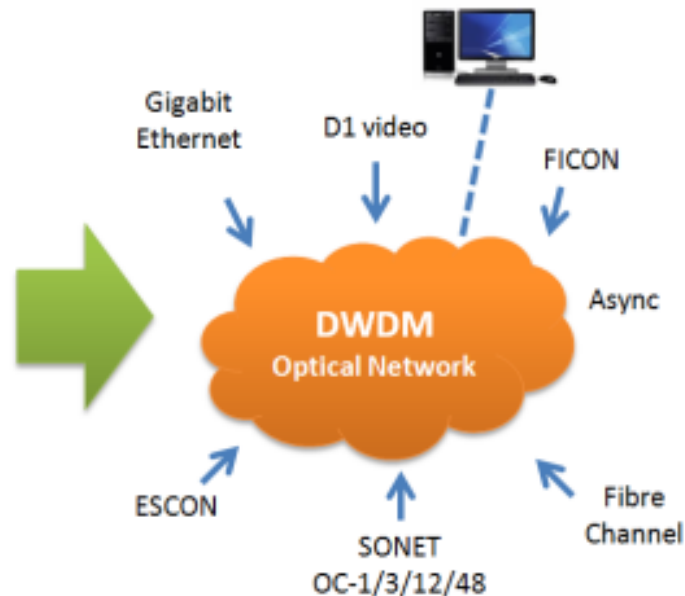 Gigabit
Ethernet
D1 video
FICON
Async
DWDM
Optical Network
ESCON
SONET
OC-1/3/12/48
Fibre
Channel